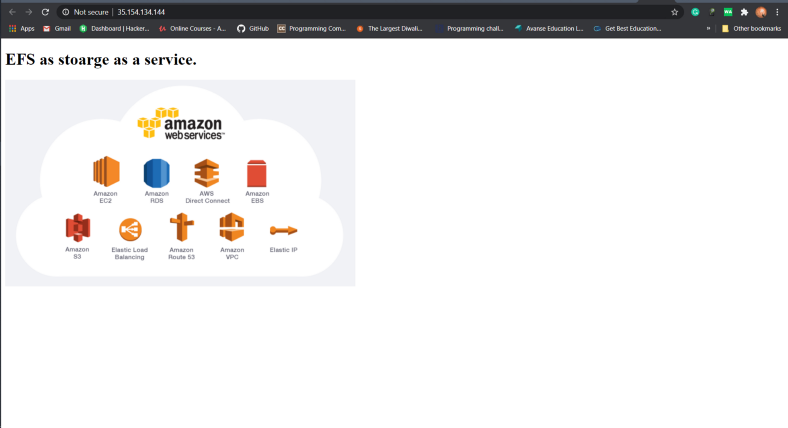 Not secure | 35.154.134.144
Apps Gmail Dashboard | Hacker... Online Courses - A... GitHub CC Programming Com... The Largest Diwali... Programming chall... Avanse Education L... Get Best Education... » Other bookmarks
EFS as stoarge as a service.
amazon
webservices™
Amazon EC2 Amazon RDS AWS Direct Connect Amazon EBS
Amazon S3 Elastic Load Balancing Amazon Route 53 Amazon VPC Elastic IP